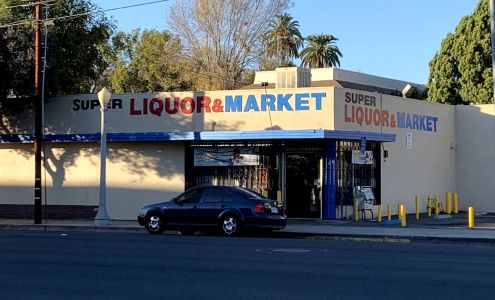 SUPER LIQUOR & MARKET
SUPER
LIQUOR & MARKET